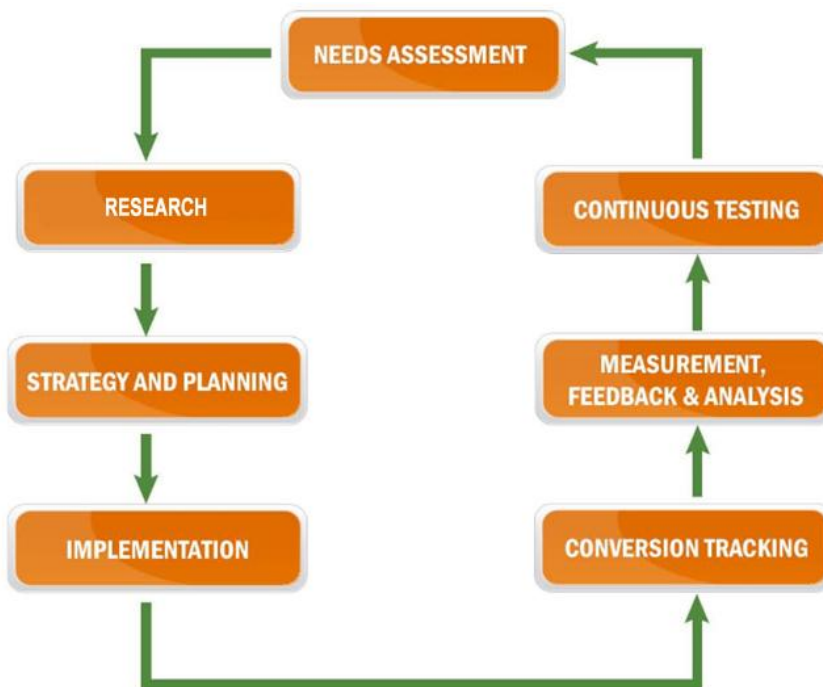 NEEDS ASSESSMENT
RESEARCH
STRATEGY AND PLANNING
IMPLEMENTATION
CONVERSION TRACKING
MEASUREMENT,
FEEDBACK & ANALYSIS
CONTINUOUS TESTING